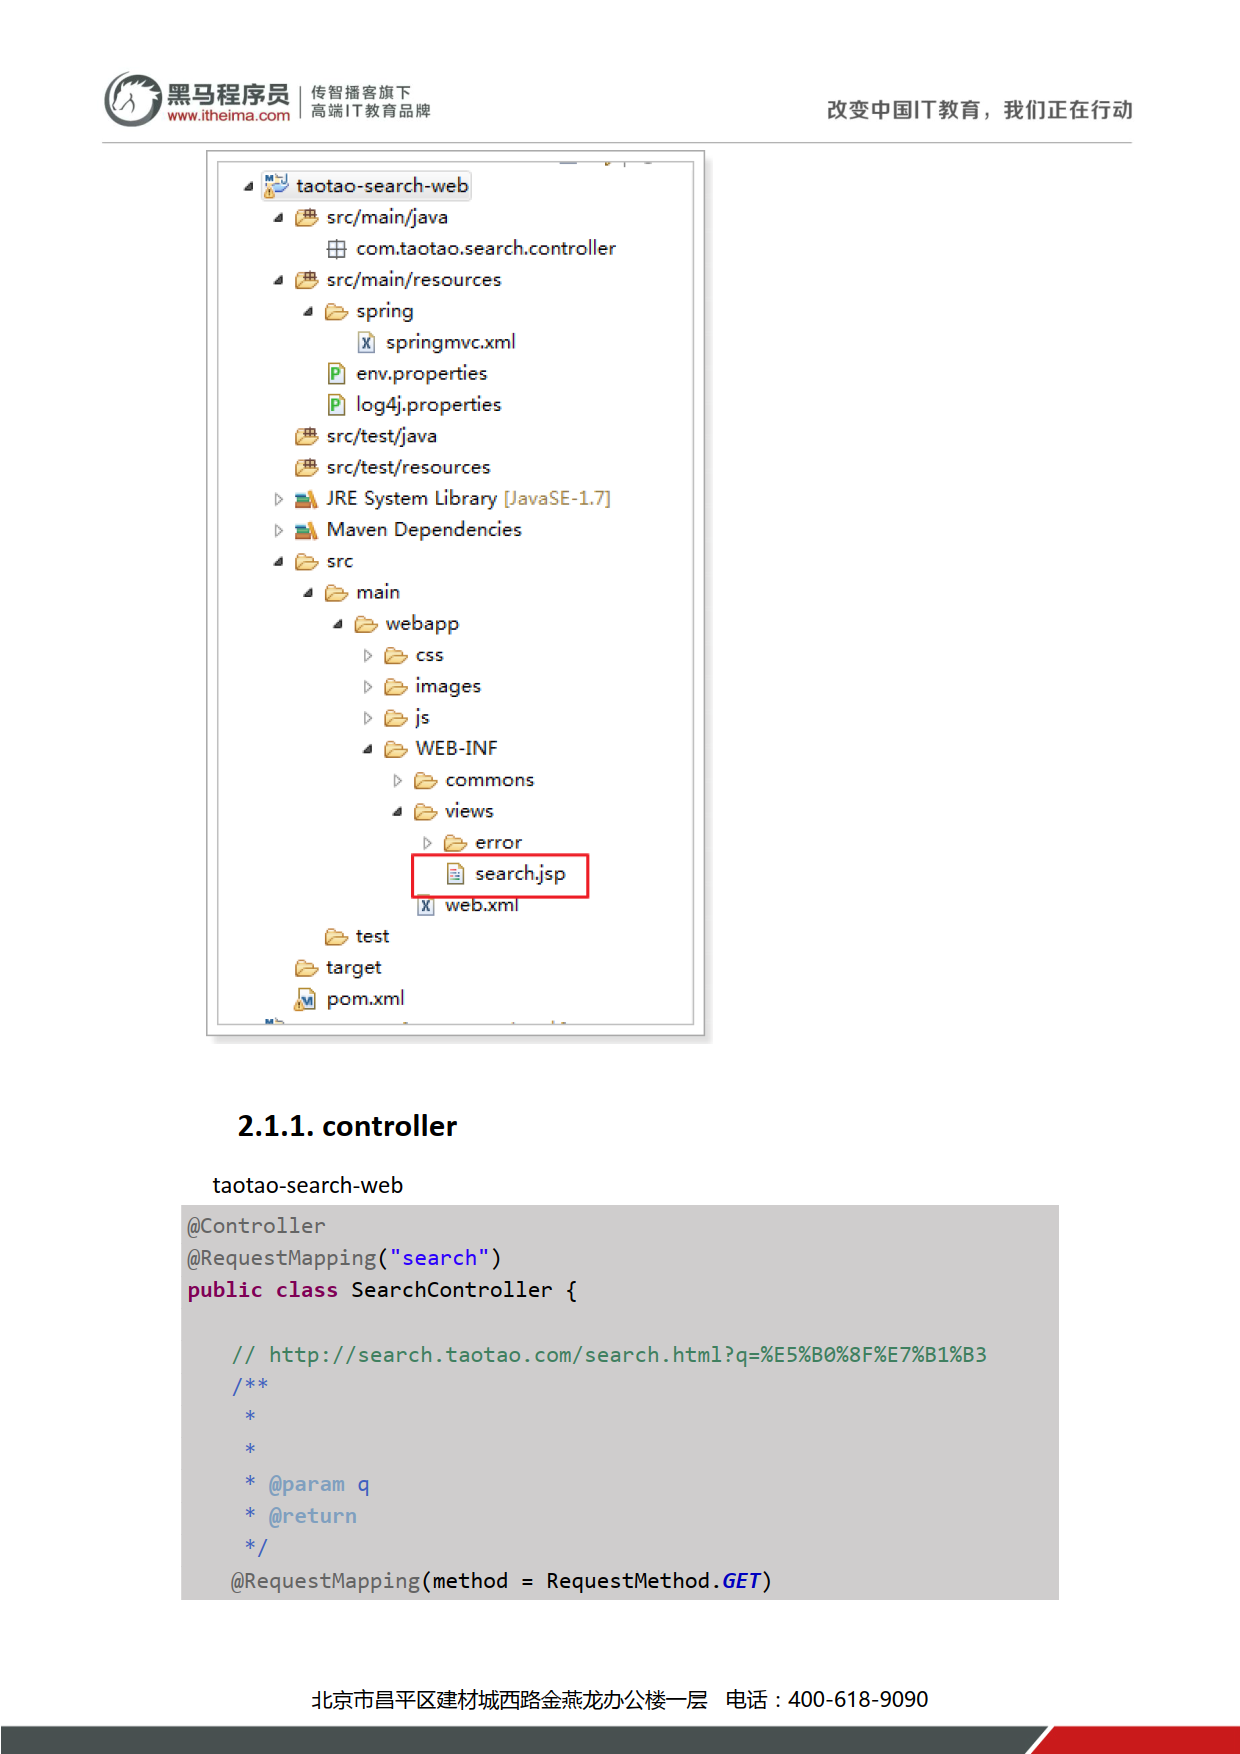 黑马程序员
www.itheima.com
传智播客旗下
高端IT教育品牌
改变中国IT教育，我们正在行动
taotao-search-web
src/main/java
com.taotao.search.controller
src/main/resources
spring
springmvc.xml
env.properties
log4j.properties
src/test/java
src/test/resources
JRE System Library [JavaSE-1.7]
Maven Dependencies
src
main
webapp
css
images
js
WEB-INF
commons
views
error
search.jsp
web.xml
test
target
pom.xml
2.1.1. controller
taotao-search-web
@Controller
@RequestMapping("search")
public class SearchController {
// http://search.taotao.com/search.html?q=%E5%B0%8F%E7%B1%B3
/**
*
*
* @param q
* @return
*/
@RequestMapping(method = RequestMethod.GET)
北京市昌平区建材城西路金燕龙办公楼一层 电话：400-618-9090